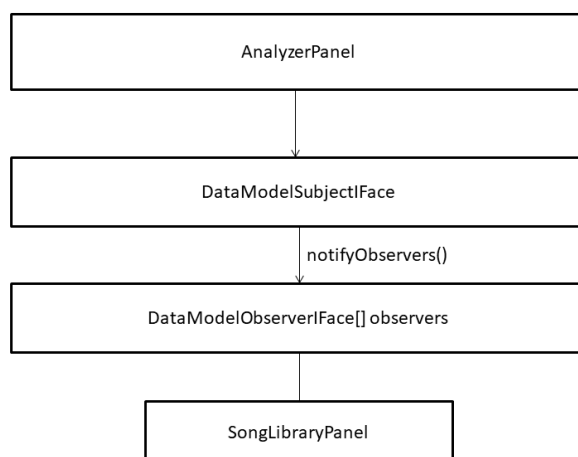 AnalyzerPanel
DataModelSubjectIFace
notifyObservers()
DataModelObserverIFace[] observers
SongLibraryPanel